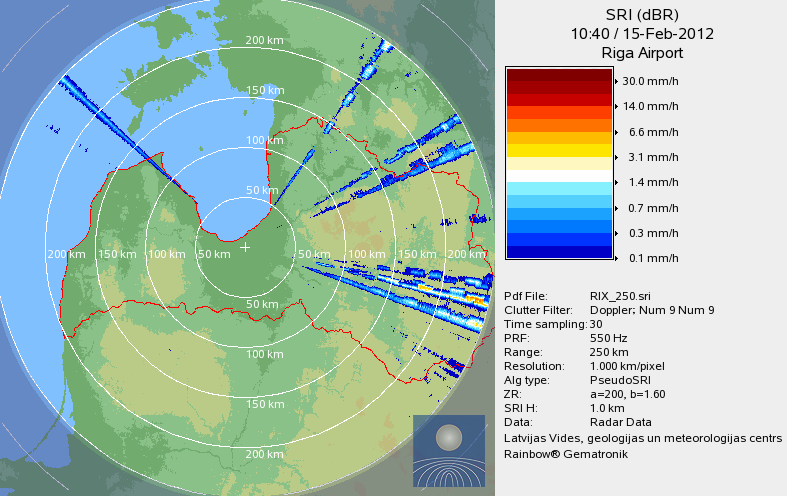 SRI (dBR)
10:40 / 15-Feb-2012
Riga Airport
30.0 mm/h
14.0 mm/h
6.6 mm/h
3.1 mm/h
1.4 mm/h
0.7 mm/h
0.3 mm/h
0.1 mm/h
Pdf File: RIX_250.sri
Clutter Filter: Doppler; Num 9 Num 9
Time sampling: 30
PRF: 550 Hz
Range: 250 km
Resolution: 1.000 km/pixel
Alg type: PseudoSRI
ZR: a=200, b=1.60
SRI H: 1.0 km
Data: Radar Data
Latvijas Vides, geologijas un meteorologijas centrs
Rainbow® Gematronik
200 km
150 km
100 km
50 km
200 km 150 km 100 km 50 km 50 km 100 km 150 km 200 km
50 km
100 km
150 km
200 km